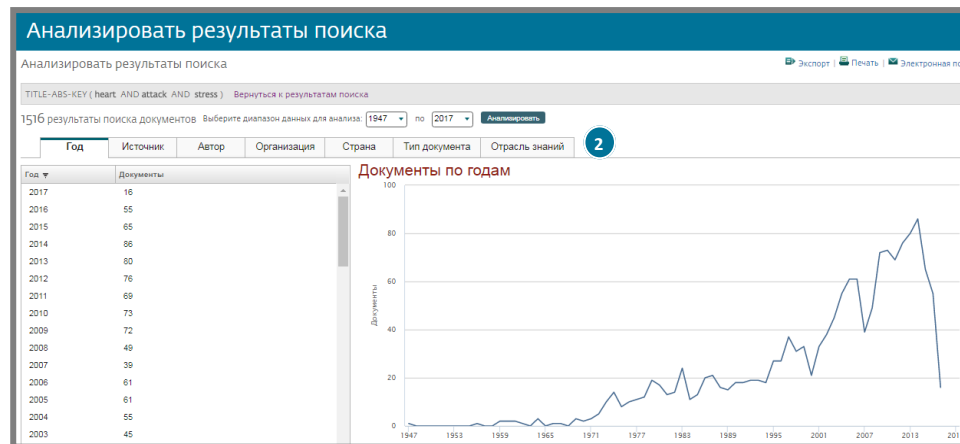 Анализировать результаты поиска
Анализировать результаты поиска
Экспорт | Печать | Электронная по
TITLE-ABS-KEY ( heart AND attack AND stress ) Вернуться к результатам поиска
1516 результаты поиска документов Выберите диапазон данных для анализа: 1947 по 2017 Анализировать
Год Источник Автор Организация Страна Тип документа Отрасль знаний 2
Год Документы
2017 16
2016 55
2015 65
2014 86
2013 80
2012 76
2011 69
2010 73
2009 72
2008 49
2007 39
2006 61
2005 61
2004 55
2003 45
Документы по годам
100
80
60
40
20
0
Документы
1947 1953 1959 1965 1971 1977 1983 1989 1995 2001 2007 2013 201